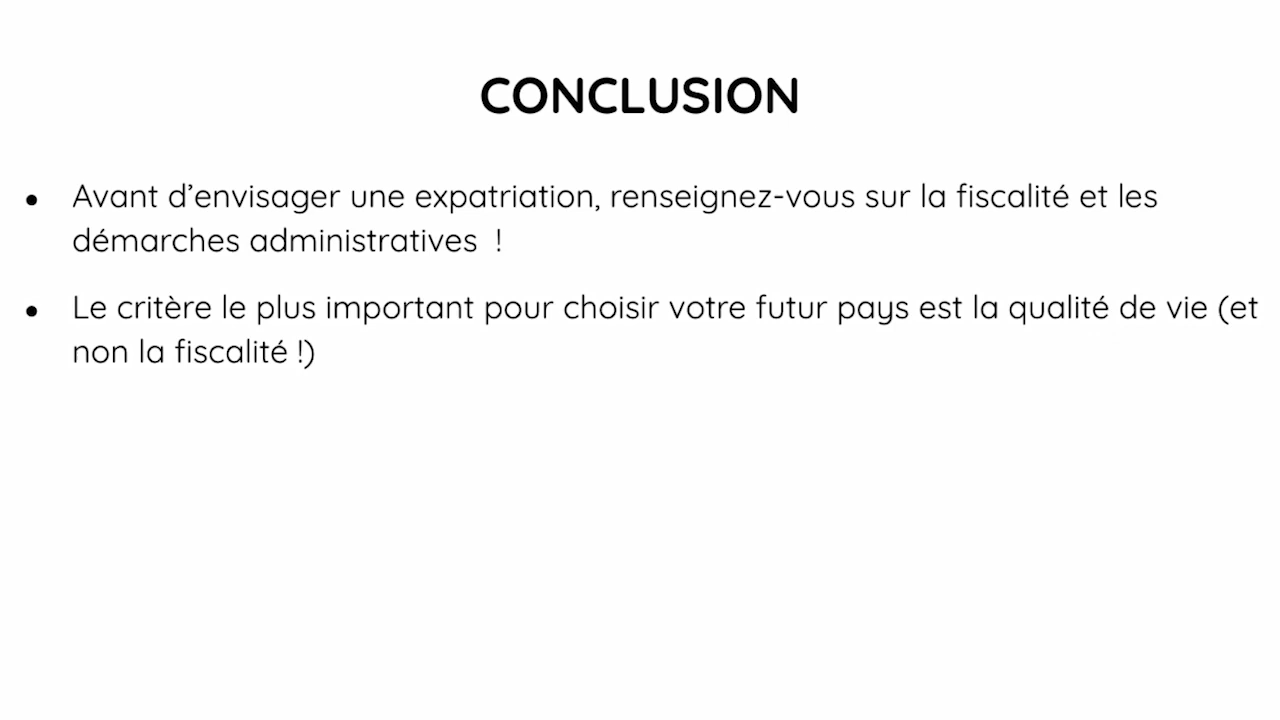 CONCLUSION
● Avant d’envisager une expatriation, renseignez-vous sur la fiscalité et les
démarches administratives  !
● Le critère le plus important pour choisir votre futur pays est la qualité de vie (et
non la fiscalité !)